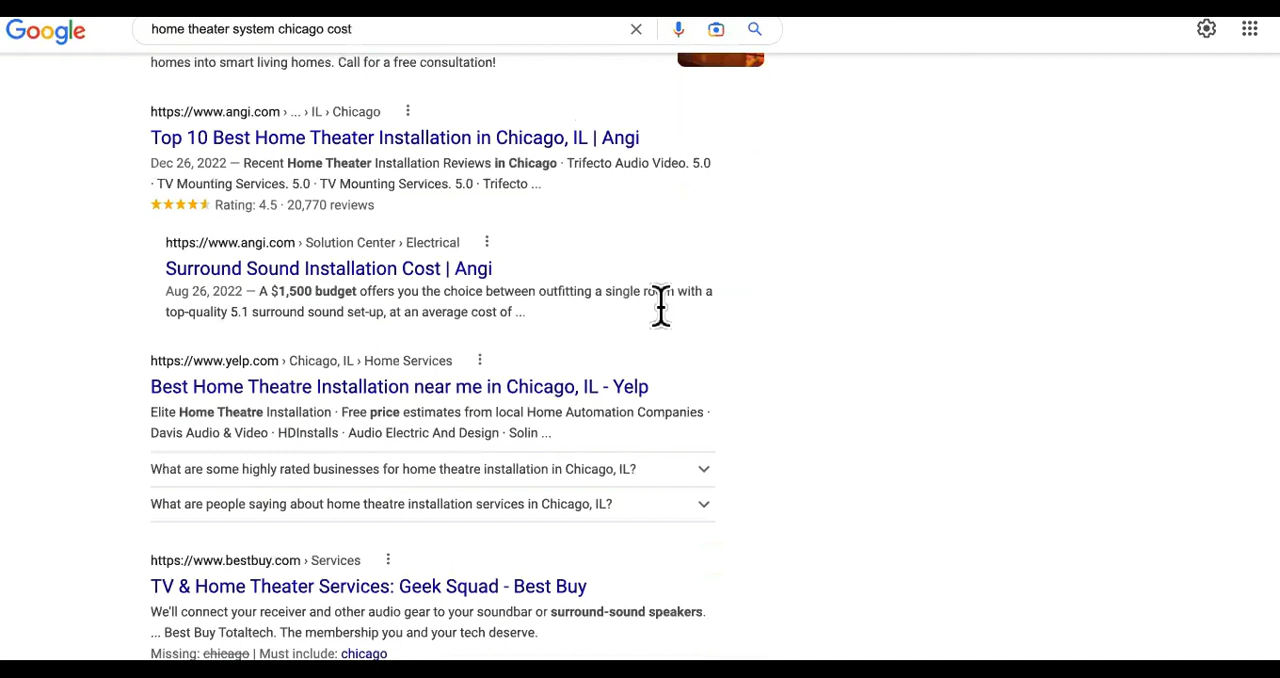 Google
home theater system chicago cost
homes into smart living homes. Call for a free consultation!
https://www.angi.com › ... › IL › Chicago
Top 10 Best Home Theater Installation in Chicago, IL | Angi
Dec 26, 2022 — Recent Home Theater Installation Reviews in Chicago · Trifecto Audio Video. 5.0
· TV Mounting Services. 5.0 · TV Mounting Services. 5.0 · Trifecto ...
Rating: 4.5 · 20,770 reviews
https://www.angi.com › Solution Center › Electrical
Surround Sound Installation Cost | Angi
Aug 26, 2022 — A $1,500 budget offers you the choice between outfitting a single room with a
top-quality 5.1 surround sound set-up, at an average cost of ...
https://www.yelp.com › Chicago, IL › Home Services
Best Home Theatre Installation near me in Chicago, IL - Yelp
Elite Home Theatre Installation · Free price estimates from local Home Automation Companies ·
Davis Audio & Video · HDInstalls · Audio Electric And Design · Solin ...
What are some highly rated businesses for home theatre installation in Chicago, IL?
What are people saying about home theatre installation services in Chicago, IL?
https://www.bestbuy.com › Services
TV & Home Theater Services: Geek Squad - Best Buy
We'll connect your receiver and other audio gear to your soundbar or surround-sound speakers.
... Best Buy Totaltech. The membership you and your tech deserve.
Missing: chicago | Must include: chicago